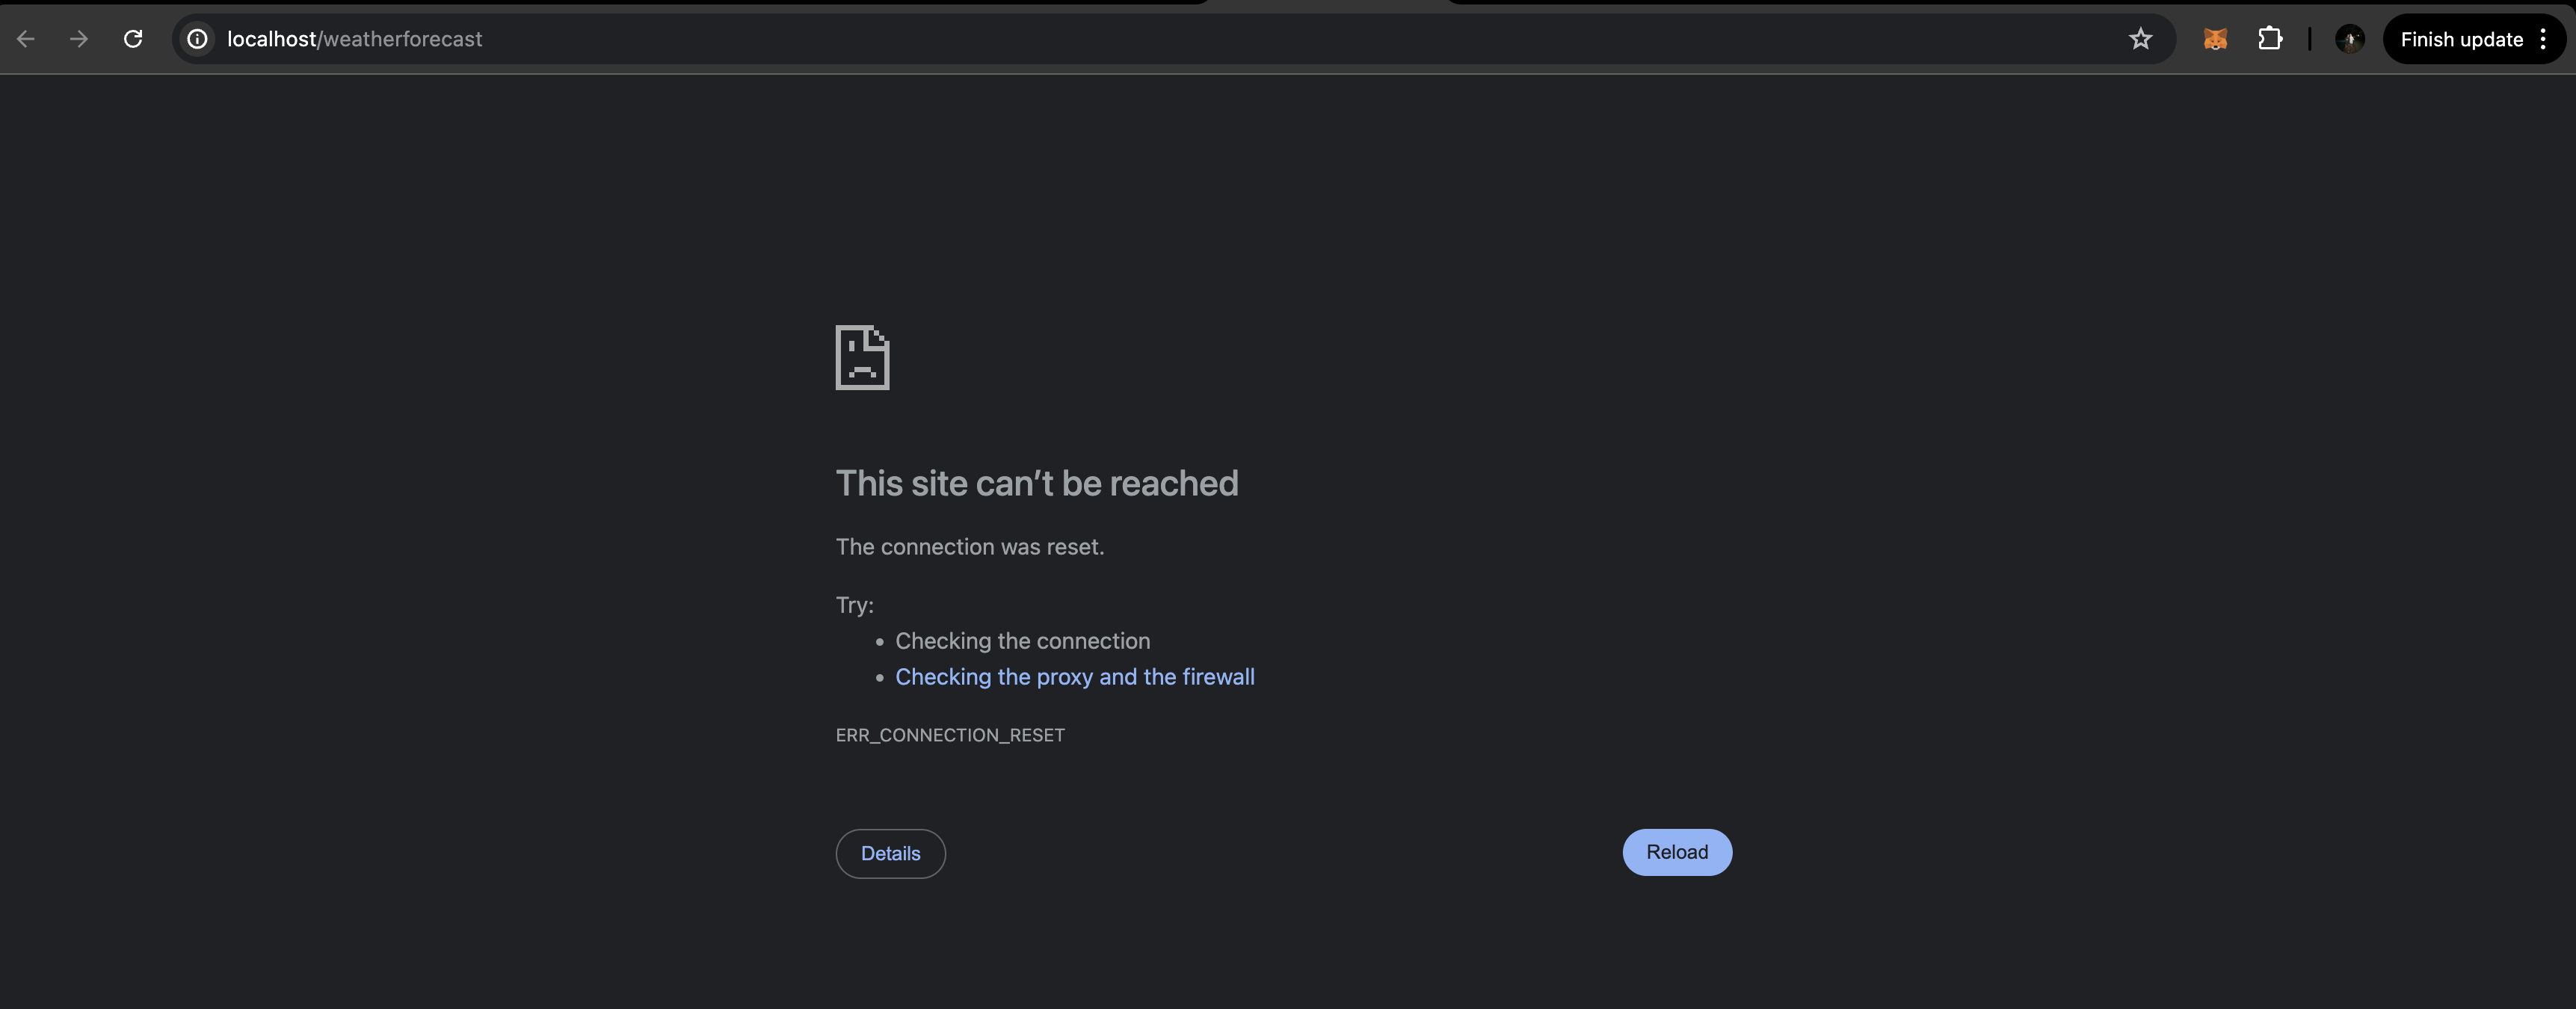 localhost/weatherforecast
Finish update
This site can’t be reached
The connection was reset.
Try:
Checking the connection
Checking the proxy and the firewall
ERR_CONNECTION_RESET
Details
Reload